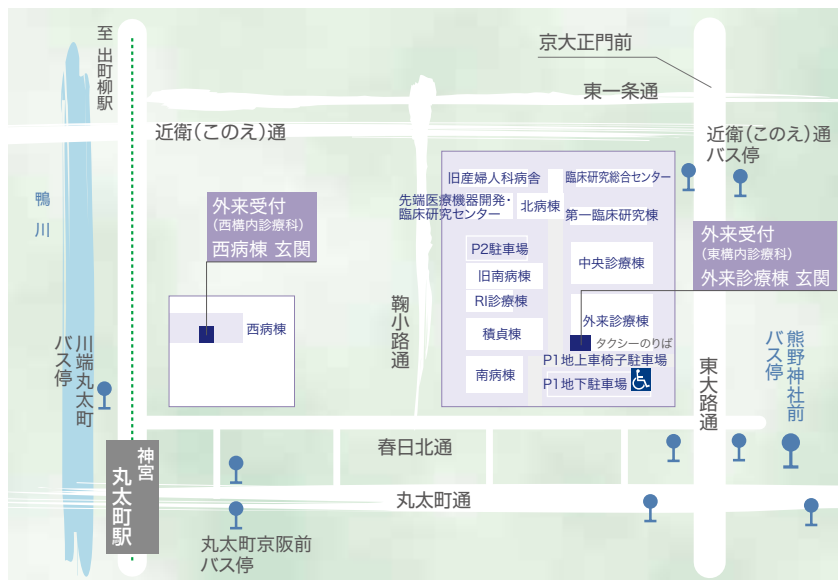 至 出町柳駅
京大正門前
東一条通
近衛(このえ)通
近衛(このえ)通
バス停
鴨川
外来受付
(西構内診療科)
西病棟 玄関
西病棟
鞠小路通
旧産婦人科病舎
臨床研究総合センター
先端医療機器開発・
臨床研究センター
北病棟
第一臨床研究棟
P2駐車場
中央診療棟
旧南病棟
RI診療棟
積貞棟
外来診療棟
タクシーのりば
南病棟
P1地上車椅子駐車場
P1地下駐車場
外来受付
(東構内診療科)
外来診療棟 玄関
川端丸太町
バス停
東大路通
熊野神社前
バス停
春日北通
神宮
丸太町駅
丸太町通
丸太町京阪前
バス停